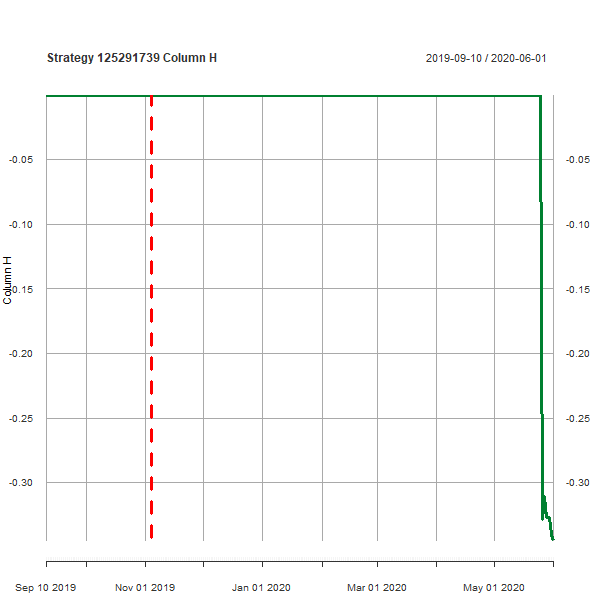 Strategy 125291739 Column H
2019-09-10 / 2020-06-01
-0.05
-0.10
-0.15
-0.20
-0.25
-0.30
Column H
-0.05
-0.10
-0.15
-0.20
-0.25
-0.30
Sep 10 2019
Nov 01 2019
Jan 01 2020
Mar 01 2020
May 01 2020